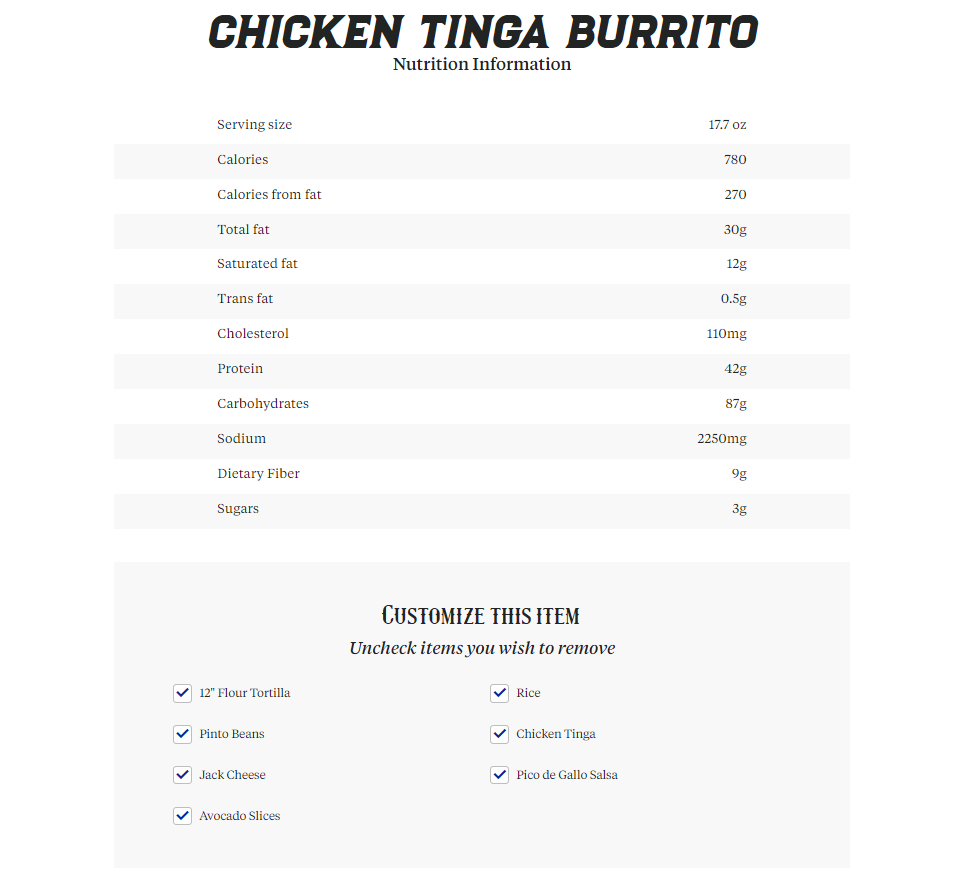 CHICKEN TINGA BURRITO
Nutrition Information
Serving size 17.7 oz
Calories 780
Calories from fat 270
Total fat 30g
Saturated fat 12g
Trans fat 0.5g
Cholesterol 110mg
Protein 42g
Carbohydrates 87g
Sodium 2250mg
Dietary Fiber 9g
Sugars 3g
CUSTOMIZE THIS ITEM
Uncheck items you wish to remove
12" Flour Tortilla Rice
Pinto Beans Chicken Tinga
Jack Cheese Pico de Gallo Salsa
Avocado Slices